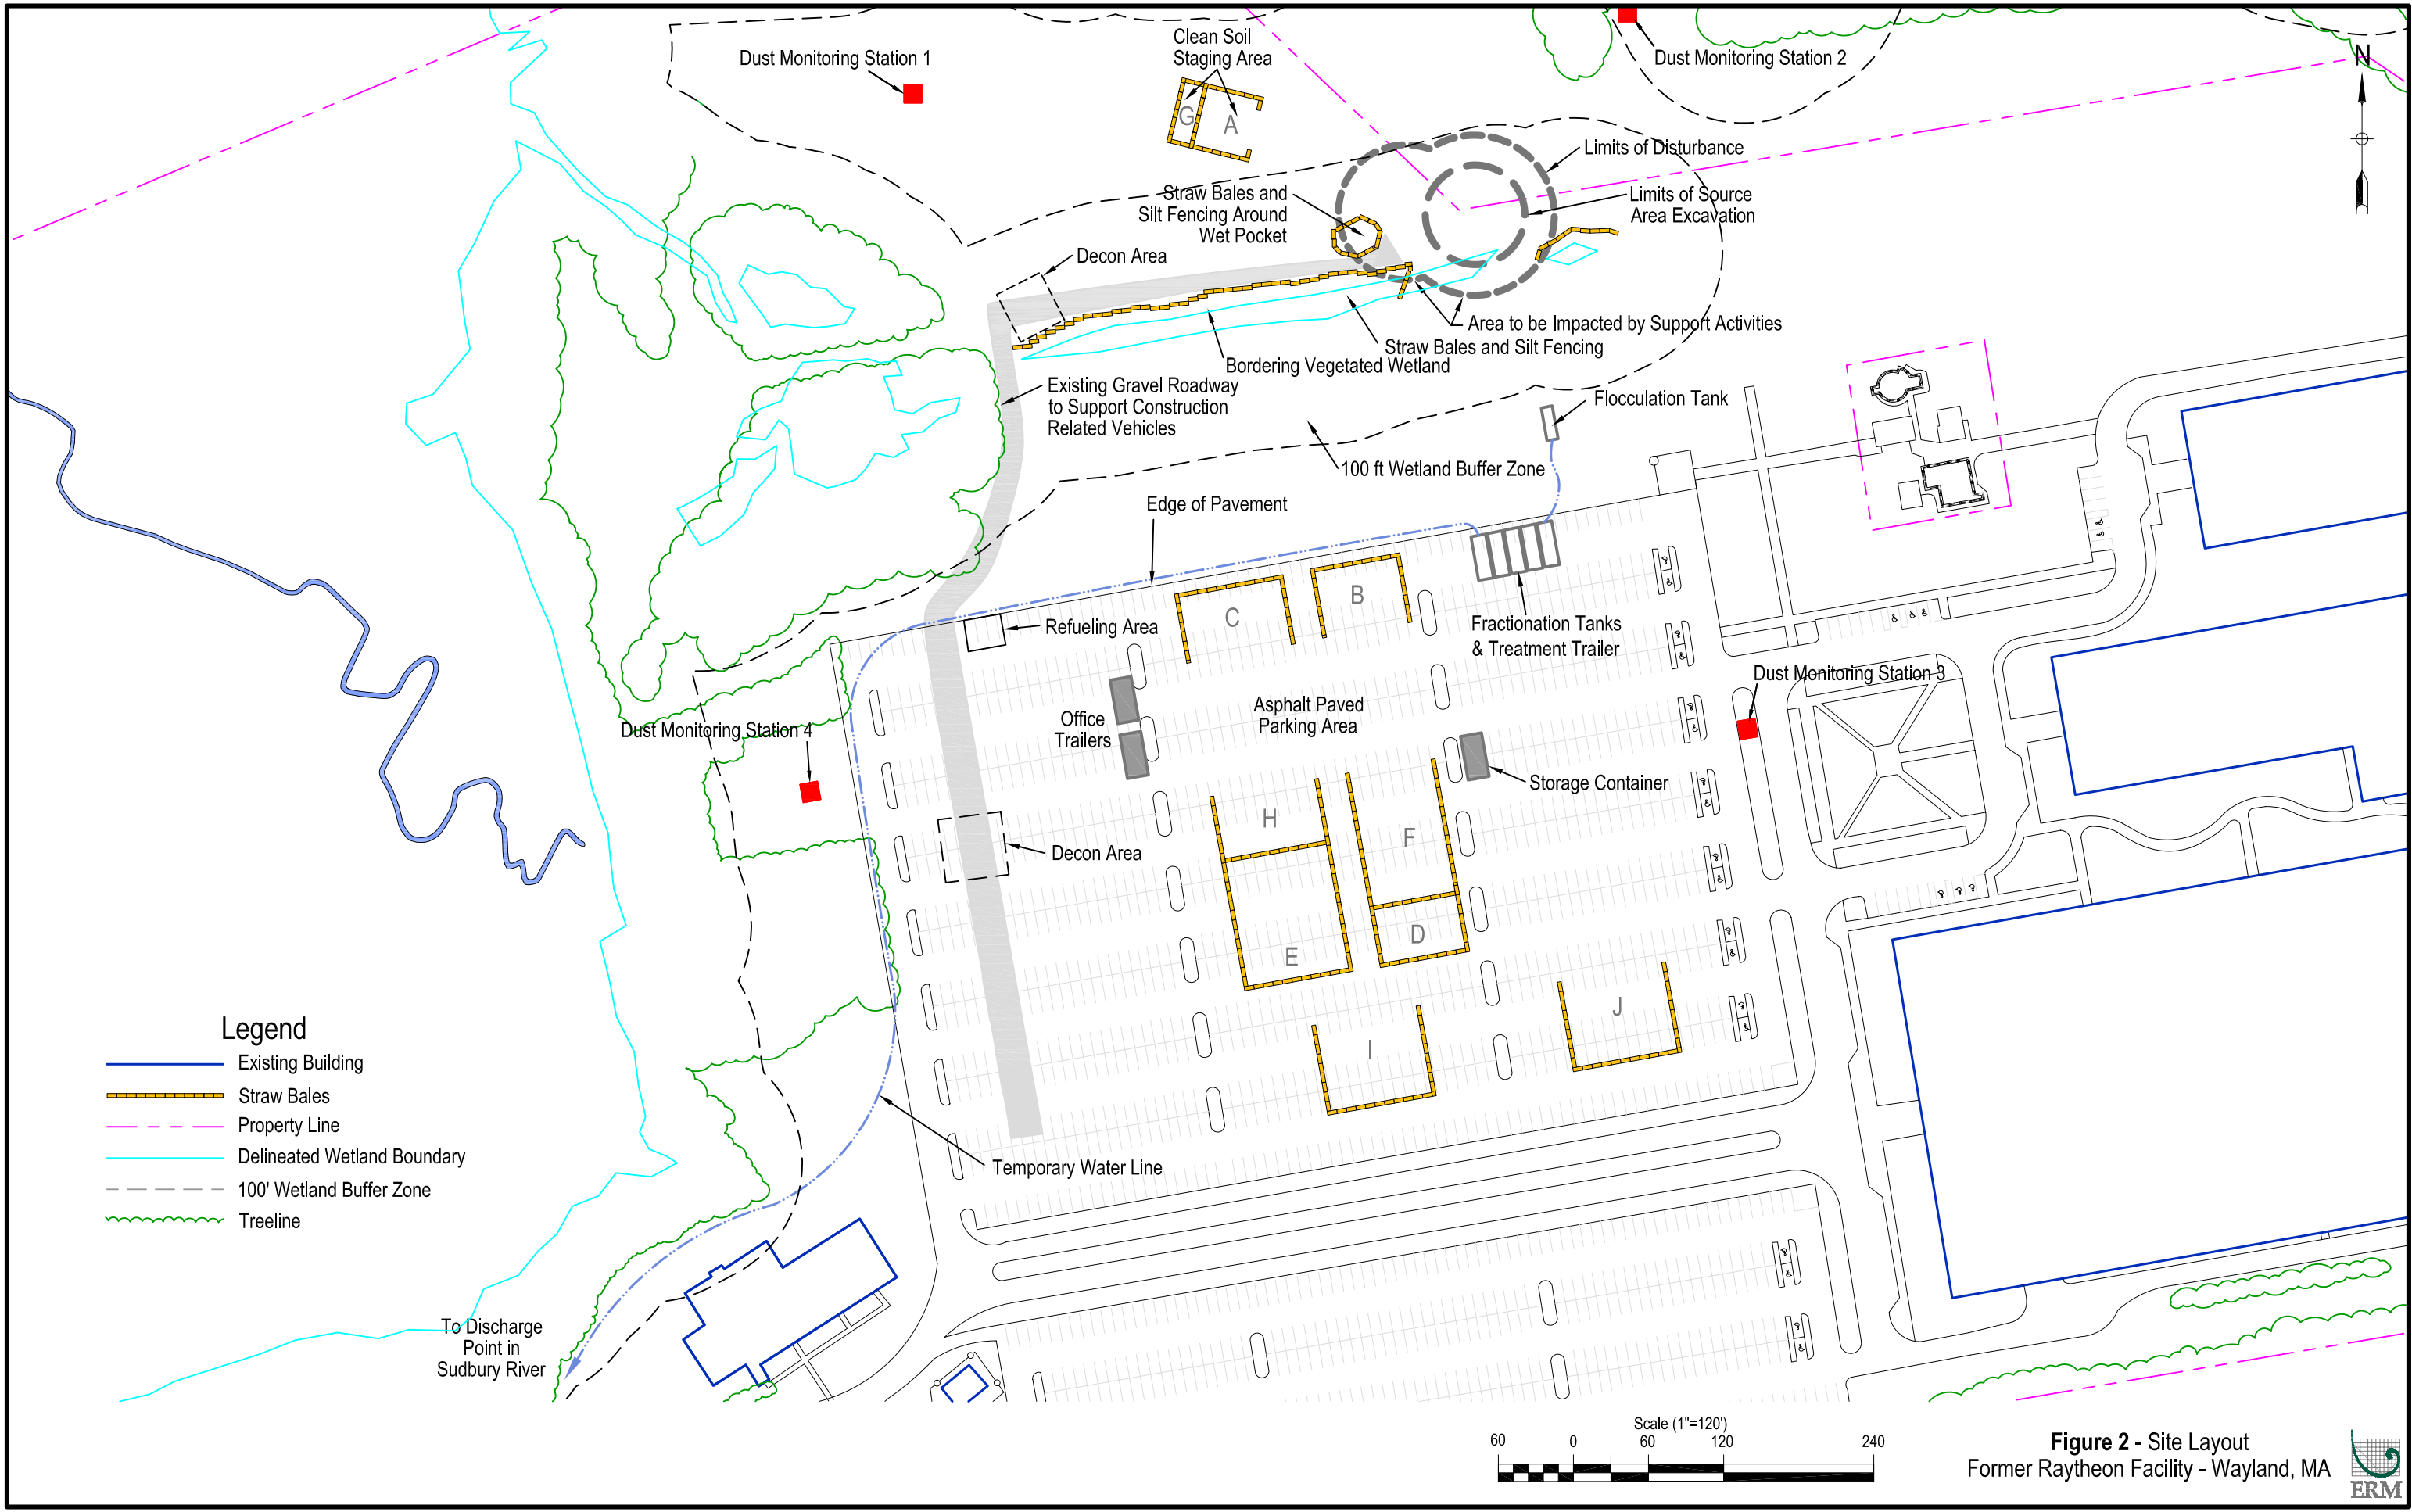 Dust Monitoring Station 1
Clean Soil
Staging Area
Dust Monitoring Station 2
N
G
A
Limits of Disturbance
Straw Bales and
Silt Fencing Around
Wet Pocket
Limits of Source
Area Excavation
Decon Area
Area to be Impacted by Support Activities
Straw Bales and Silt Fencing
Bordering Vegetated Wetland
Existing Gravel Roadway
to Support Construction
Related Vehicles
Flocculation Tank
100 ft Wetland Buffer Zone
Edge of Pavement
B
C
Refueling Area
Fractionation Tanks
& Treatment Trailer
Dust Monitoring Station 3
Office
Trailers
Asphalt Paved
Parking Area
Dust Monitoring Station 4
Storage Container
H
F
Decon Area
D
E
J
I
Temporary Water Line
Legend
Existing Building
Straw Bales
Property Line
Delineated Wetland Boundary
100' Wetland Buffer Zone
Treeline
To Discharge
Point in
Sudbury River
Scale (1"=120')
60 0 60 120 240
Figure 2 - Site Layout
Former Raytheon Facility - Wayland, MA
ERM